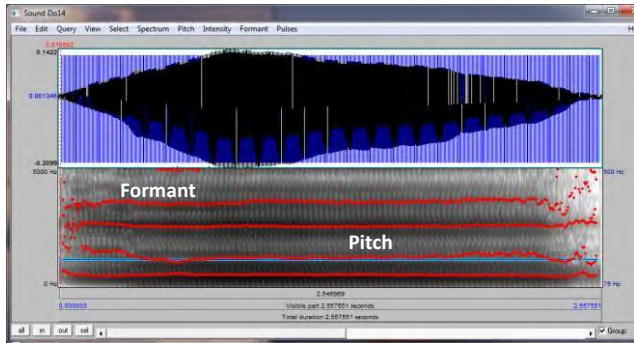 Sound Do14
File Edit Query View Select Spectrum Pitch Intensity Formant Pulses
0.1422
0.001348
-0.2099
5000 Hz
500 Hz
Formant
Pitch
0 Hz
75 Hz
2.546969
Visible part 2.557551 seconds
2.557551
Total duration 2.557551 seconds
all in out sel
Group